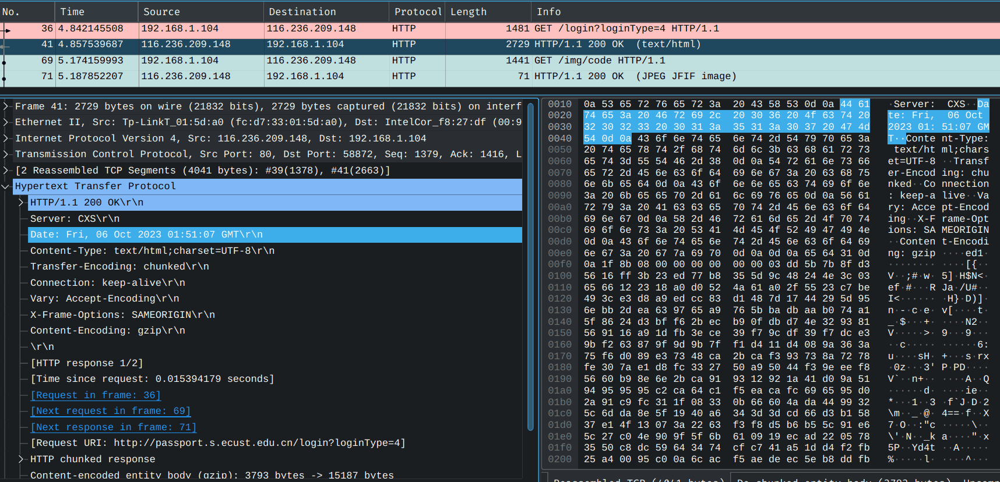 No. Time Source Destination Protocol Length Info
36 4.842145508 192.168.1.104 116.236.209.148 HTTP 1481 GET /login?loginType=4 HTTP/1.1
41 4.857539687 116.236.209.148 192.168.1.104 HTTP 2729 HTTP/1.1 200 OK  (text/html)
69 5.174159993 192.168.1.104 116.236.209.148 HTTP 1441 GET /img/code HTTP/1.1
71 5.187852207 116.236.209.148 192.168.1.104 HTTP 71 HTTP/1.1 200 OK  (JPEG JFIF image)
Frame 41: 2729 bytes on wire (21832 bits), 2729 bytes captured (21832 bits) on interf
Ethernet II, Src: Tp-LinkT_01:5d:a0 (fc:d7:33:01:5d:a0), Dst: IntelCor_f8:27:df (00:9
Internet Protocol Version 4, Src: 116.236.209.148, Dst: 192.168.1.104
Transmission Control Protocol, Src Port: 80, Dst Port: 58872, Seq: 1379, Ack: 1416, L
[2 Reassembled TCP Segments (4041 bytes): #39(1378), #41(2663)]
Hypertext Transfer Protocol
HTTP/1.1 200 OK\r\n
Server: CXS\r\n
Date: Fri, 06 Oct 2023 01:51:07 GMT\r\n
Content-Type: text/html;charset=UTF-8\r\n
Transfer-Encoding: chunked\r\n
Connection: keep-alive\r\n
Vary: Accept-Encoding\r\n
X-Frame-Options: SAMEORIGIN\r\n
Content-Encoding: gzip\r\n
\r\n
[HTTP response 1/2]
[Time since request: 0.015394179 seconds]
[Request in frame: 36]
[Next request in frame: 69]
[Next response in frame: 71]
[Request URI: http://passport.s.ecust.edu.cn/login?loginType=4]
HTTP chunked response
Content-encoded entity body (gzip): 3793 bytes -> 15187 bytes
0010 0a 53 65 72 76 65 72 3a 20 43 58 53 0d 0a 44 61 ·Server: CXS··Da
0020 74 65 3a 20 46 72 69 2c 20 30 36 20 4f 63 74 20 te: Fri, 06 Oct
0030 32 30 32 33 20 30 31 3a 35 31 3a 30 37 20 47 4d 2023 01: 51:07 GM
0040 54 0d 0a 43 6f 6e 74 65 6e 74 2d 54 79 70 65 3a T··Conte nt-Type:
0050 20 74 65 78 74 2f 68 74 6d 6c 3b 63 68 61 72 73 text/ht ml;chars
0060 65 74 3d 55 54 46 2d 38 0d 0a 54 72 61 6e 73 66 et=UTF-8 ··Transf
0070 65 72 2d 45 6e 63 6f 64 69 6e 67 3a 20 63 68 75 er-Encod ing: chu
0080 6e 6b 65 64 0d 0a 43 6f 6e 6e 65 63 74 69 6f 6e nked··Co nnection
0090 3a 20 6b 65 65 70 2d 61 6c 69 76 65 0d 0a 56 61 : keep-a live··Va
00a0 72 79 3a 20 41 63 63 65 70 74 2d 45 6e 63 6f 64 ry: Acce pt-Encod
00b0 69 6e 67 0d 0a 58 2d 46 72 61 6d 65 2d 4f 70 74 ing··X-F rame-Opt
00c0 69 6f 6e 73 3a 20 53 41 4d 45 4f 52 49 47 49 4e ions: SA MEORIGIN
00d0 0d 0a 43 6f 6e 74 65 6e 74 2d 45 6e 63 6f 64 69 ··Conten t-Encodi
00e0 6e 67 3a 20 67 7a 69 70 0d 0a 0d 0a 65 64 31 0d ng: gzip ····ed1·
00f0 0a 1f 8b 08 00 00 00 00 00 00 03 dd 5b 7b 8f d3 ········ ····[{··
0100 56 16 ff 3b 23 ed 77 b8 35 5d 9c 48 24 4e 3c 03 V··;#·w· 5]·H$N<·
0110 65 66 12 23 18 a0 d0 52 4a 61 a0 2f 55 23 c7 be ef·#···R Ja·/U#··
0120 49 3c e3 d8 a9 ed cc 83 d1 48 7d 17 44 29 5d 95 I<······ ·H}·D)]·
0130 6e bb 2d ea 63 97 65 a9 76 5b ba db aa b0 74 a1 n·-·c·e· v[····t·
0140 5f 86 24 d3 bf f6 2b ec b9 0f db d7 4e 32 93 81 _·$···+· ····N2··
0150 56 91 16 a9 1d fb 3e ce 39 f7 9c df 39 f7 dc e3 V·····>· 9···9···
0160 9b f2 63 87 9f 9d 9b 7f f1 d4 11 d4 08 9a 36 3a ··c····· ······6:
0170 75 f6 d0 89 e3 73 48 ca 2b ca f3 93 73 8a 72 78 u····sH· +···s·rx
0180 fe 30 7a e1 d8 fc 33 27 50 a9 50 44 f3 9e ee f8 ·0z···3' P·PD····
0190 56 60 b9 8e 6e 2b ca 91 93 12 92 1a 41 d0 9a 51 V`··n+·· ····A··Q
01a0 94 95 95 95 c2 ca 64 c1 f5 ea ca fc 69 65 95 d0 ······d· ····ie··
01b0 2a 91 c9 fc 31 1f 08 33 0b 66 60 4a da 44 99 32 *···1··3 ·f`J·D·2
01c0 5c 6d da 8e 5f 19 40 a6 34 3d 3d cd 66 d3 b1 58 \m··_·@· 4==·f··X
01d0 37 e1 4f 13 07 3a 22 63 f3 f8 d5 b6 b5 5c 91 e6 7·O··:"c ·····\··
01e0 5c 27 c0 4e 90 9f 5f 6b 61 09 19 ec ad 22 05 78 \'·N··_k a····"·x
01f0 35 50 c8 dc 59 64 34 74 cf c7 41 a5 1d d4 f2 fb 5P··Yd4t ··A·····
0200 25 a4 00 95 c0 0a 6c ac f5 ae de ec 5e b8 dd fb %·····l· ····^···